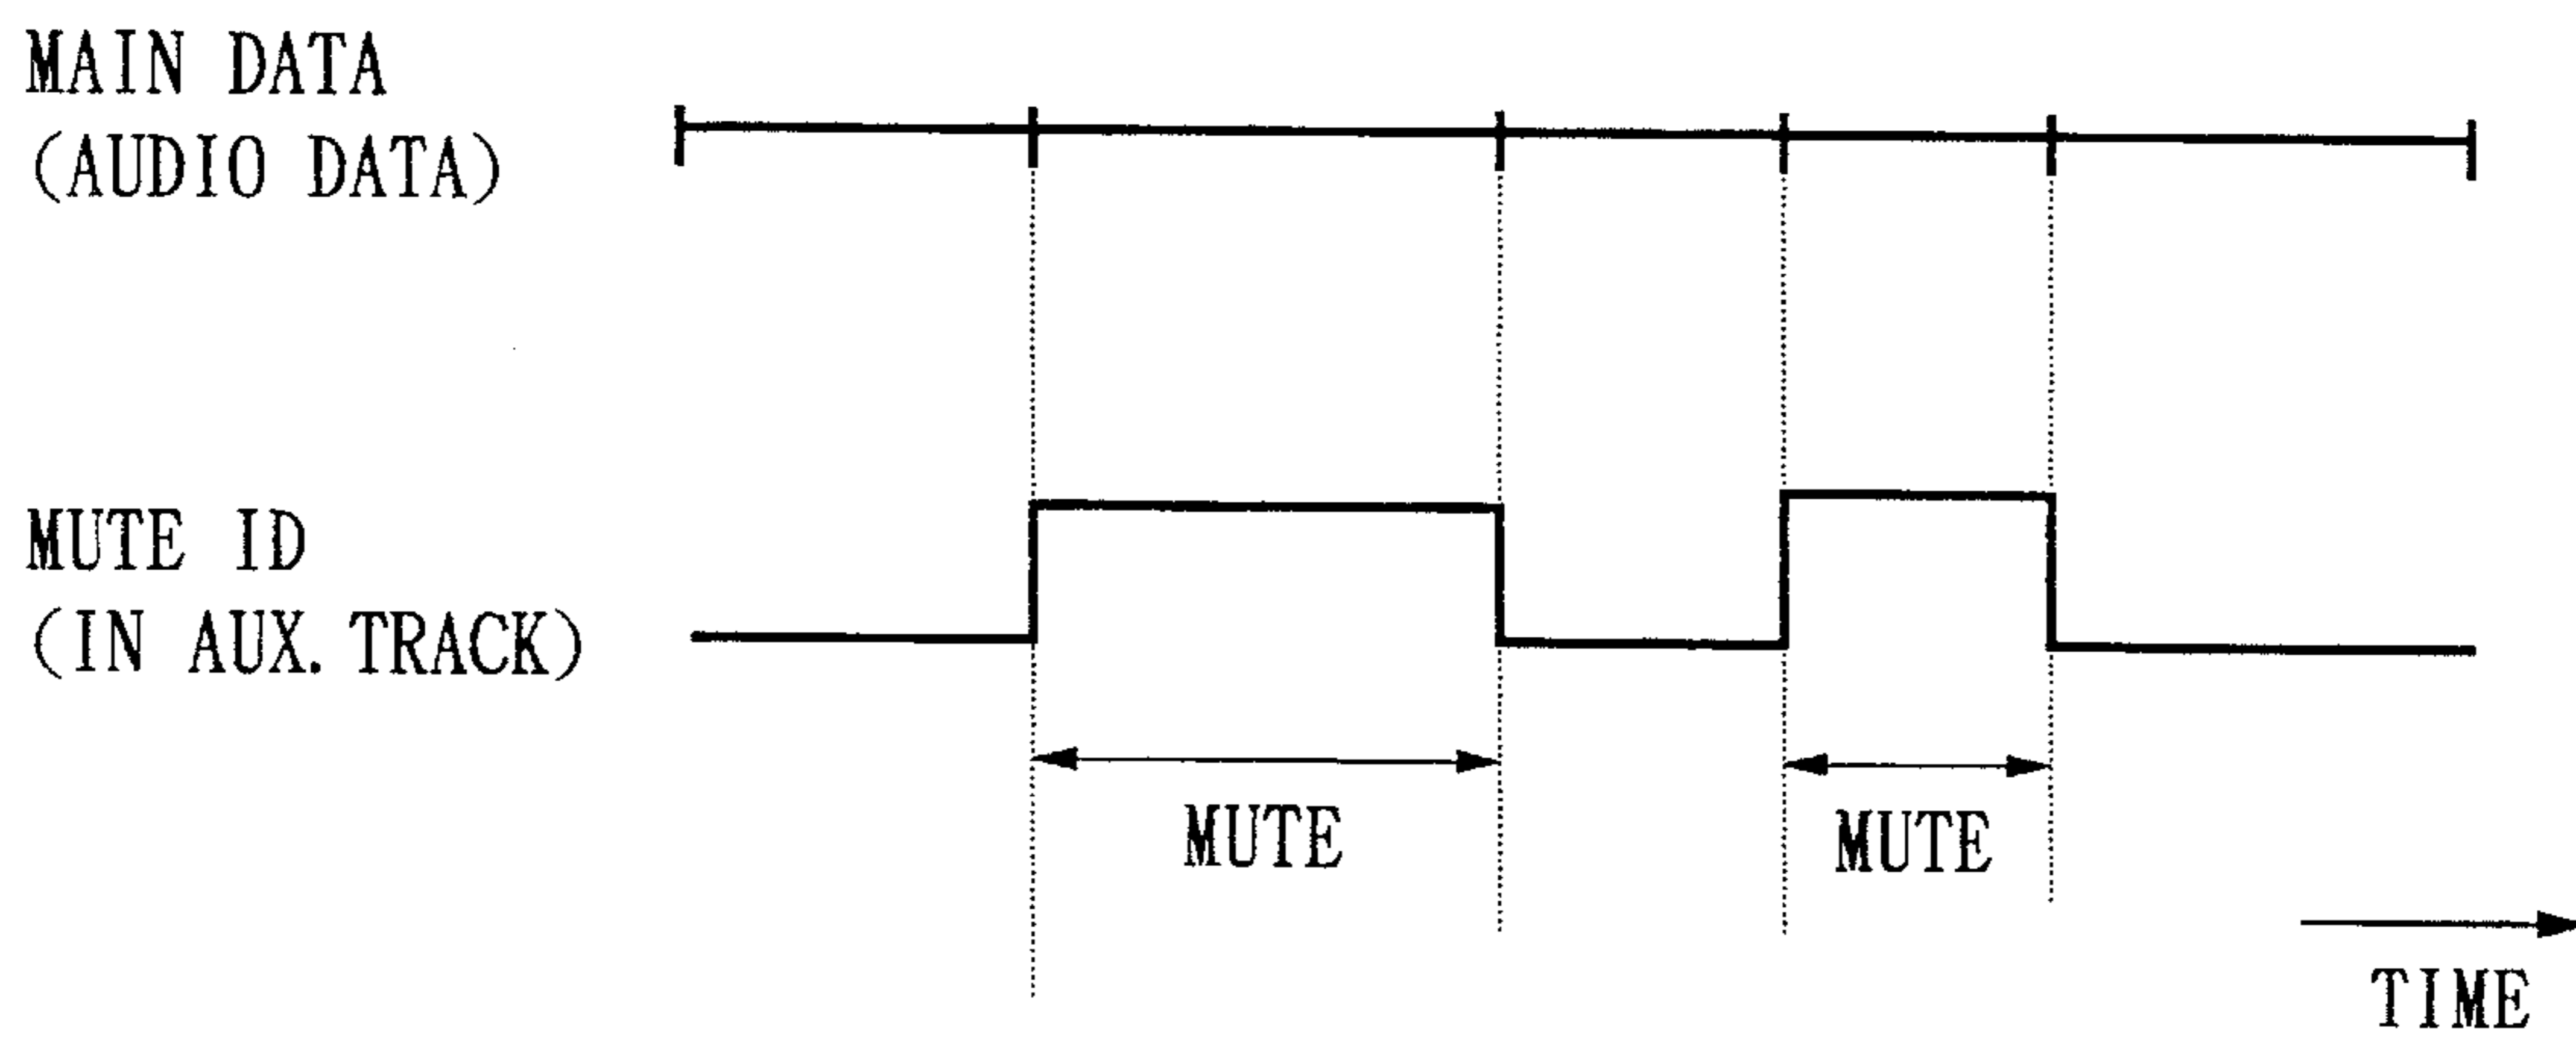 MAIN DATA
(AUDIO DATA)
MUTE ID
(IN AUX. TRACK)
MUTE
MUTE
TIME